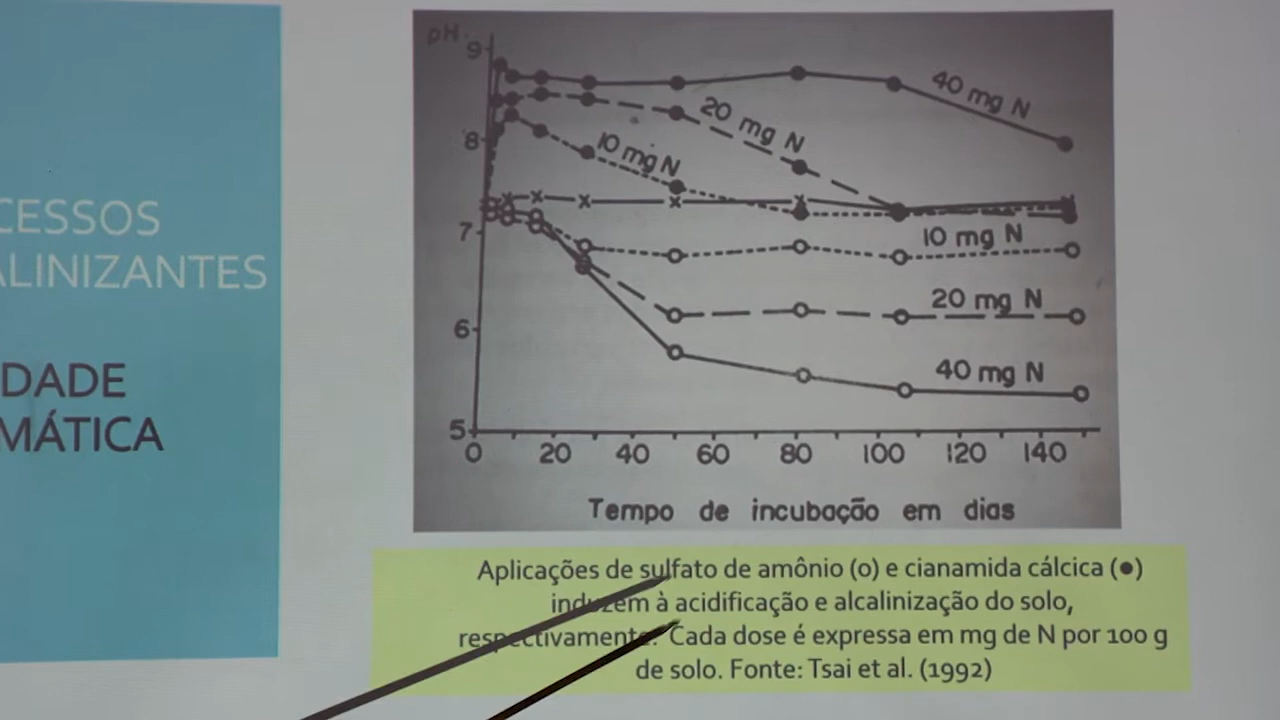 CESSOS
ALINIZANTES
DADE
MÁTICA
pH
9
8
7
6
5
40 mg N
20 mg N
10 mg N
10 mg N
20 mg N
40 mg N
0 20 40 60 80 100 120 140
Tempo de incubação em dias
Aplicações de sulfato de amônio (o) e cianamida cálcica (●)
induzem à acidificação e alcalinização do solo,
respectivamente. Cada dose é expressa em mg de N por 100 g
de solo. Fonte: Tsai et al. (1992)